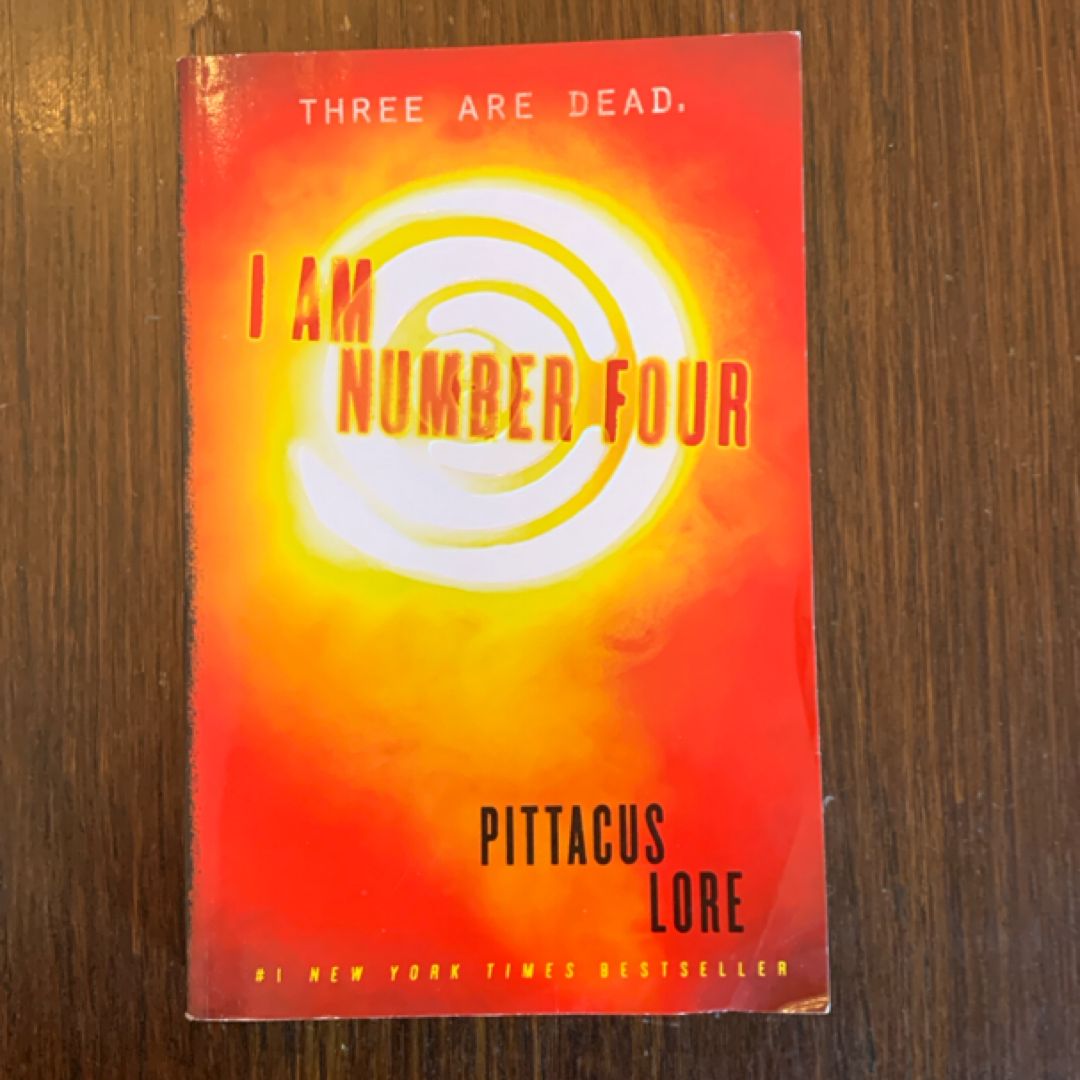 THREE ARE DEAD.
I AM
NUMBER FOUR
PITTACUS
LORE
#1 NEW YORK TIMES BESTSELLER